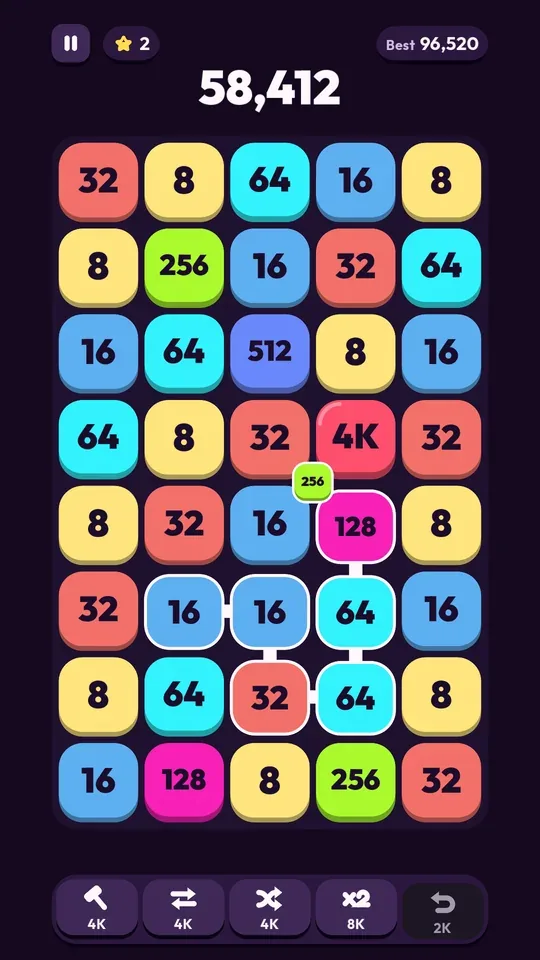 2
Best 96,520
58,412
32 8 64 16 8
8 256 16 32 64
16 64 512 8 16
64 8 32 4K 32
256
8 32 16 128 8
32 16 16 64 16
8 64 32 64 8
16 128 8 256 32
4K 4K 4K x2 8K 2K